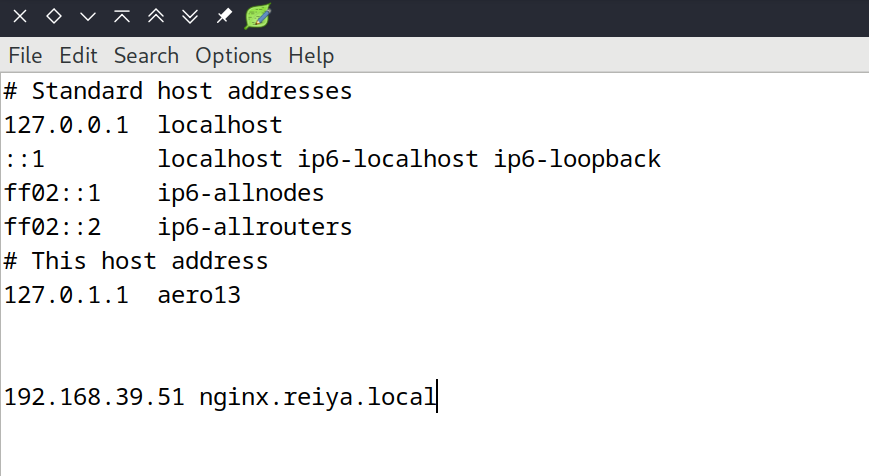 File Edit Search Options Help
# Standard host addresses
127.0.0.1  localhost
::1        localhost ip6-localhost ip6-loopback
ff02::1    ip6-allnodes
ff02::2    ip6-allrouters
# This host address
127.0.1.1  aero13
192.168.39.51 nginx.reiya.local